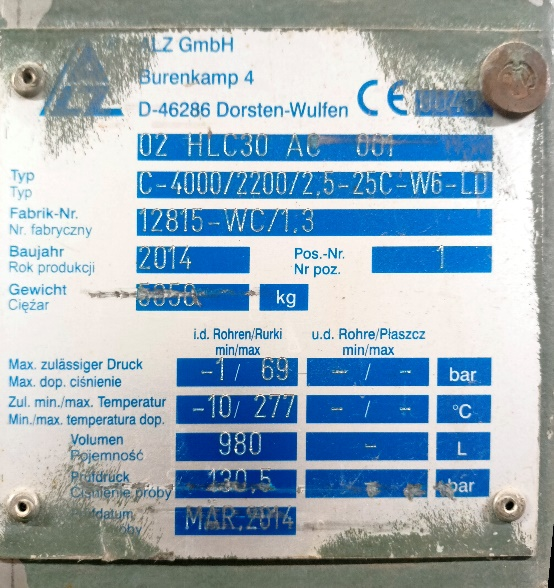 ALZ GmbH
Burenkamp 4
D-46286 Dorsten-Wulfen CE 0045
02 HLC30 AC 001
Typ
Typ C-4000/2200/2,5-25C-W6-LD
Fabrik-Nr.
Nr. fabryczny 12815-WC/1,3
Baujahr
Rok produkcji 2014 Pos.-Nr.
Nr poz. 1
Gewicht
Ciężar kg
i.d. Rohren/Rurki
min/max u.d. Rohre/Płaszcz
min/max
Max. zulässiger Druck
Max. dop. ciśnienie -1/ 69 -- / -- bar
Zul. min./max. Temperatur
Min./max. temperatura dop. -10/ 277 -- / -- °C
Volumen
Pojemność 980 - L
Prüfdruck
Ciśnienie próby 130,5 bar
Prüfdatum
próby MAR.2014